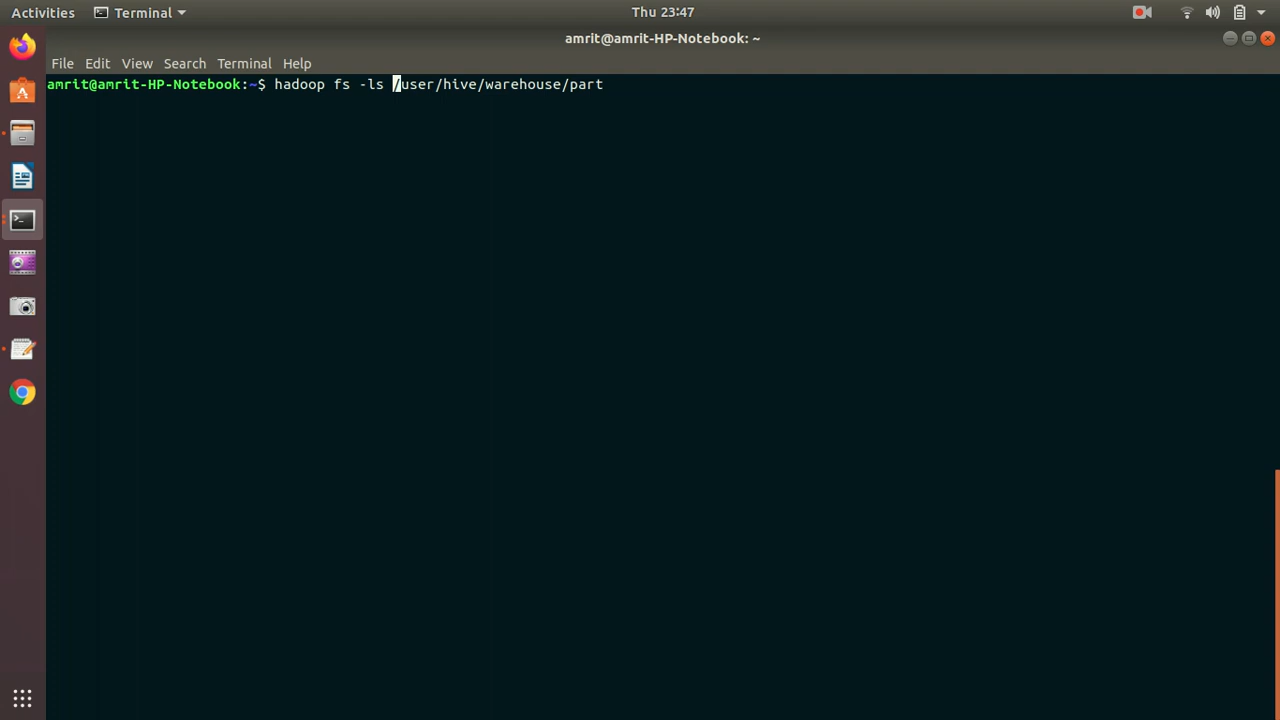 Activities Terminal Thu 23:47
amrit@amrit-HP-Notebook: ~
File Edit View Search Terminal Help
amrit@amrit-HP-Notebook:~$ hadoop fs -ls /user/hive/warehouse/part